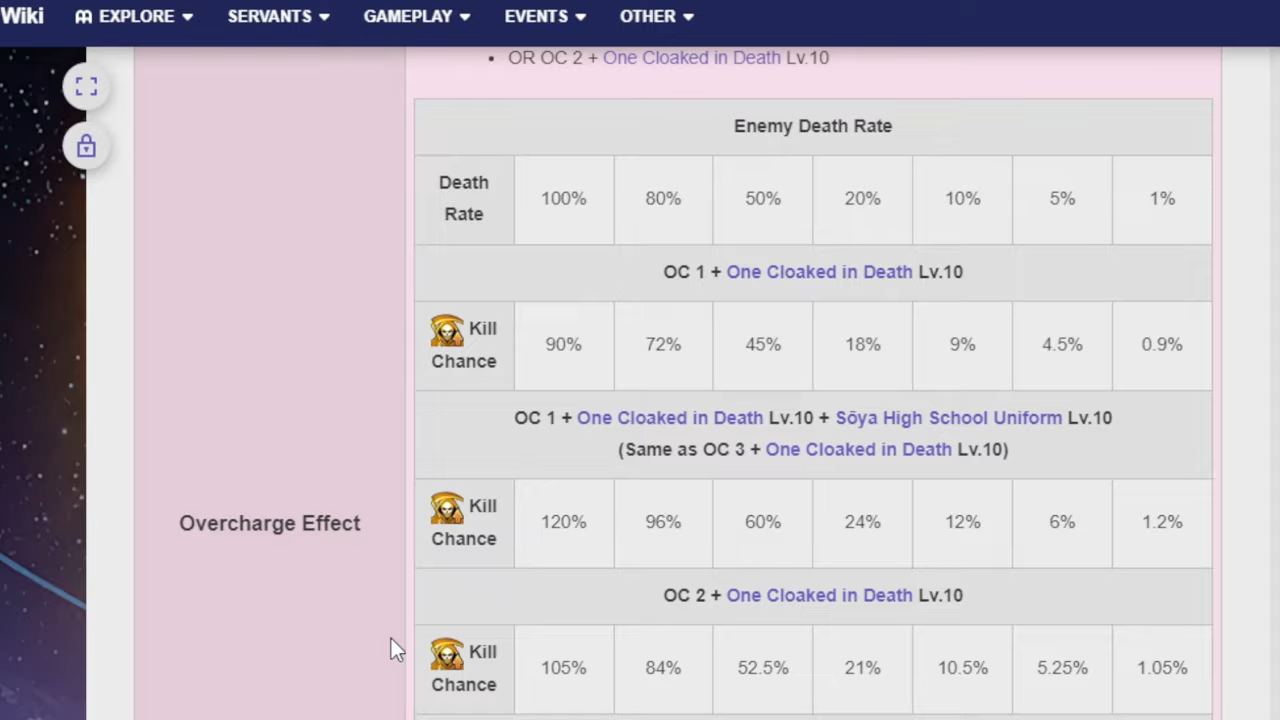 Wiki EXPLORE SERVANTS GAMEPLAY EVENTS OTHER
• OR OC 2 + One Cloaked in Death Lv.10
Enemy Death Rate
Death Rate 100% 80% 50% 20% 10% 5% 1%
OC 1 + One Cloaked in Death Lv.10
Kill Chance 90% 72% 45% 18% 9% 4.5% 0.9%
OC 1 + One Cloaked in Death Lv.10 + Sōya High School Uniform Lv.10
(Same as OC 3 + One Cloaked in Death Lv.10)
Overcharge Effect
Kill Chance 120% 96% 60% 24% 12% 6% 1.2%
OC 2 + One Cloaked in Death Lv.10
Kill Chance 105% 84% 52.5% 21% 10.5% 5.25% 1.05%